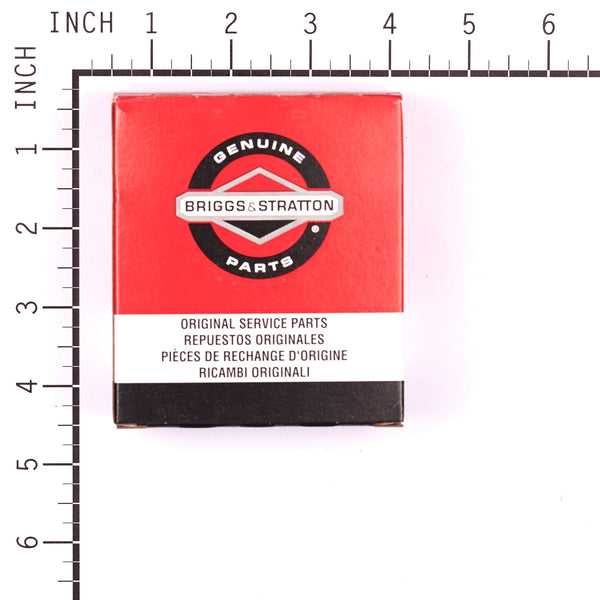 INCH 1 2 3 4 5 6
INCH
1
2
3
4
5
6
GENUINE
BRIGGS & STRATTON
®
PARTS
ORIGINAL SERVICE PARTS
REPUESTOS ORIGINALES
PIÈCES DE RECHANGE D'ORIGINE
RICAMBI ORIGINALI